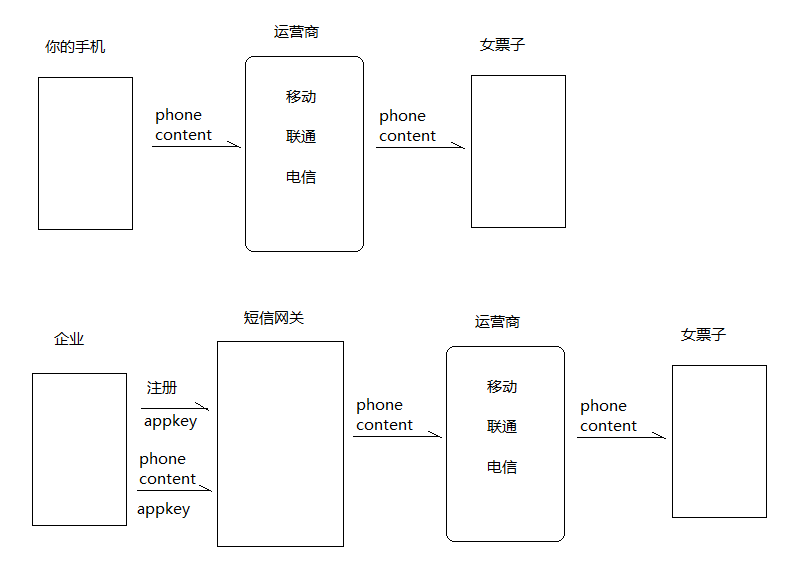 你的手机
运营商
女票子
phone
content
移动
联通
电信
phone
content
企业
短信网关
运营商
女票子
注册
appkey
phone
content
appkey
phone
content
移动
联通
电信
phone
content